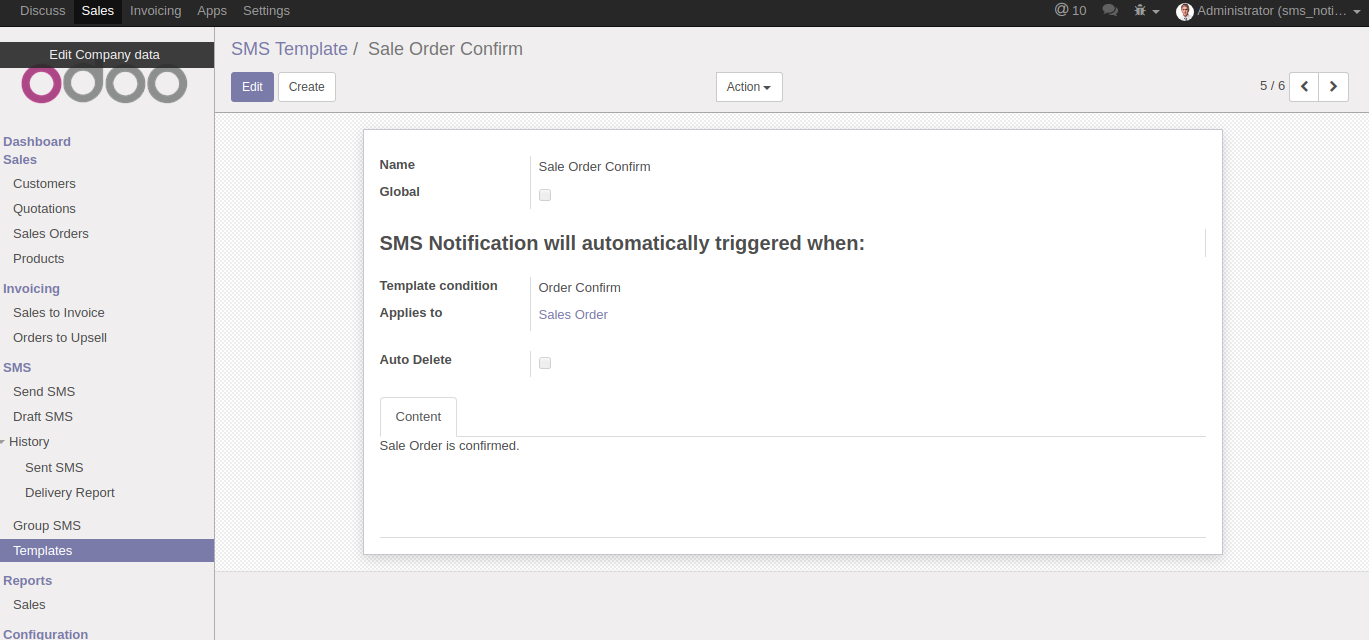 Discuss Sales Invoicing Apps Settings @ 10 Administrator (sms_noti...
Edit Company data
odoo
SMS Template / Sale Order Confirm
Edit Create Action 5 / 6
Dashboard
Sales
Customers
Quotations
Sales Orders
Products
Invoicing
Sales to Invoice
Orders to Upsell
SMS
Send SMS
Draft SMS
History
Sent SMS
Delivery Report
Group SMS
Templates
Reports
Sales
Configuration
Name Sale Order Confirm
Global
SMS Notification will automatically triggered when:
Template condition Order Confirm
Applies to Sales Order
Auto Delete
Content
Sale Order is confirmed.